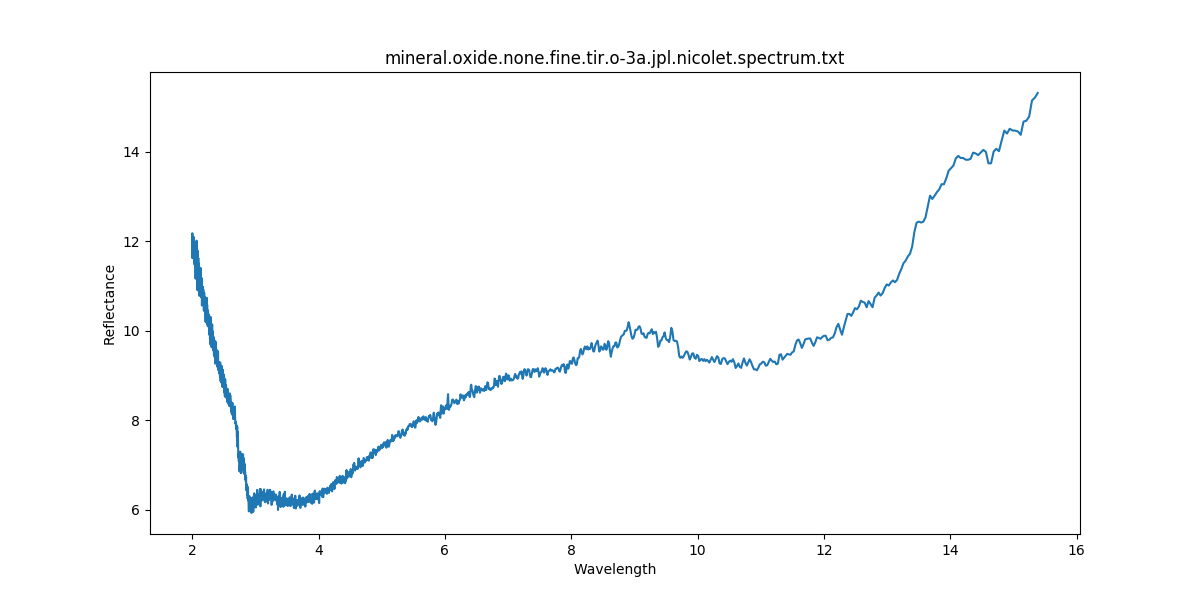 mineral.oxide.none.fine.tir.o-3a.jpl.nicolet.spectrum.txt
Reflectance
14
12
10
8
6
2 4 6 8 10 12 14 16
Wavelength